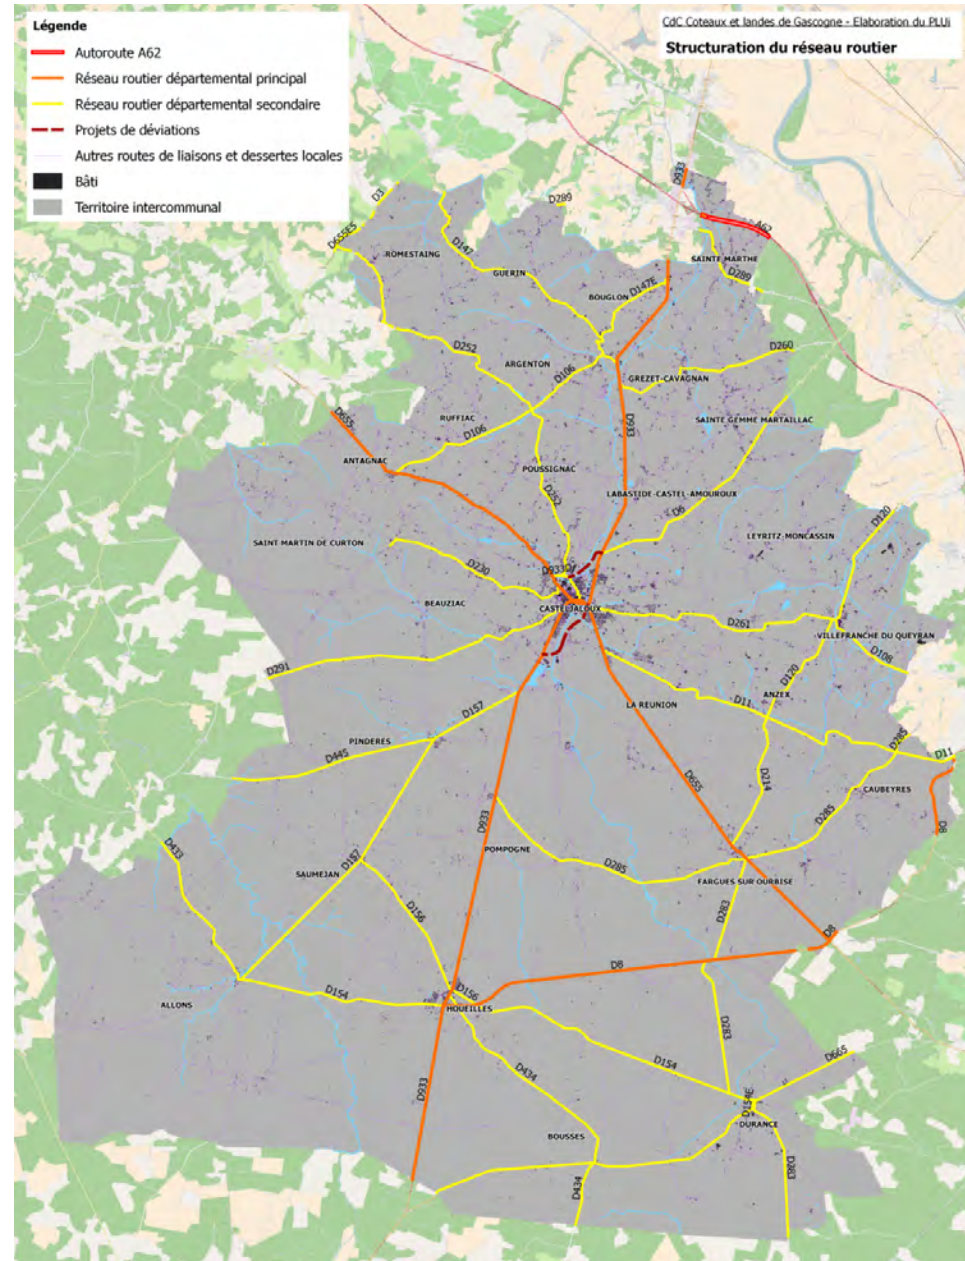 Légende
Autoroute A62
Réseau routier départemental principal
Réseau routier départemental secondaire
Projets de déviations
Autres routes de liaisons et dessertes locales
Bâti
Territoire intercommunal
CdC Coteaux et landes de Gascogne - Elaboration du PLUi
Structuration du réseau routier
D933
D3
D289
A62
D655E5
D147
ROMESTAING
SAINTE MARTHE
GUERIN
D289
D147E
BOUGLON
D252
D260
ARGENTON
D106
GREZET-CAVAGNAN
D655
RUFFIAC
D933
SAINTE GEMME MARTAILLAC
D106
ANTAGNAC
POUSSIGNAC
D252
LABASTIDE-CASTEL-AMOUROUX
D6
D120
SAINT MARTIN DE CURTON
LEYRITZ-MONCASSIN
D230
BEAUZIAC
CASTELJALOUX
D261
VILLEFRANCHE DU QUEYRAN
D108
D291
D120
D11
ANZEX
LA REUNION
D157
PINDERES
D285
D11
D445
D655
D214
CAUBEYRES
D933
D285
D8
D433
POMPOGNE
D157
D285
SAUMEJAN
FARGUES SUR OURBISE
D156
D283
D8
D8
D154
D156
ALLONS
HOUEILLES
D283
D154
D665
D434
D933
D154E
DURANCE
BOUSSES
D283
D434